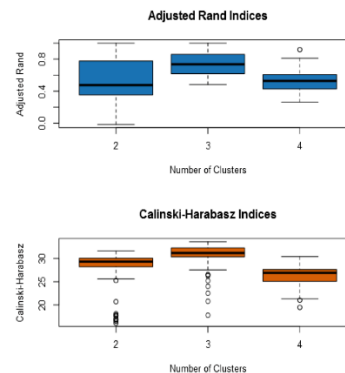 Adjusted Rand Indices
Adjusted Rand
0.0 0.4 0.8
2 3 4
Number of Clusters
Calinski-Harabasz Indices
Calinski-Harabasz
20 25 30
2 3 4
Number of Clusters